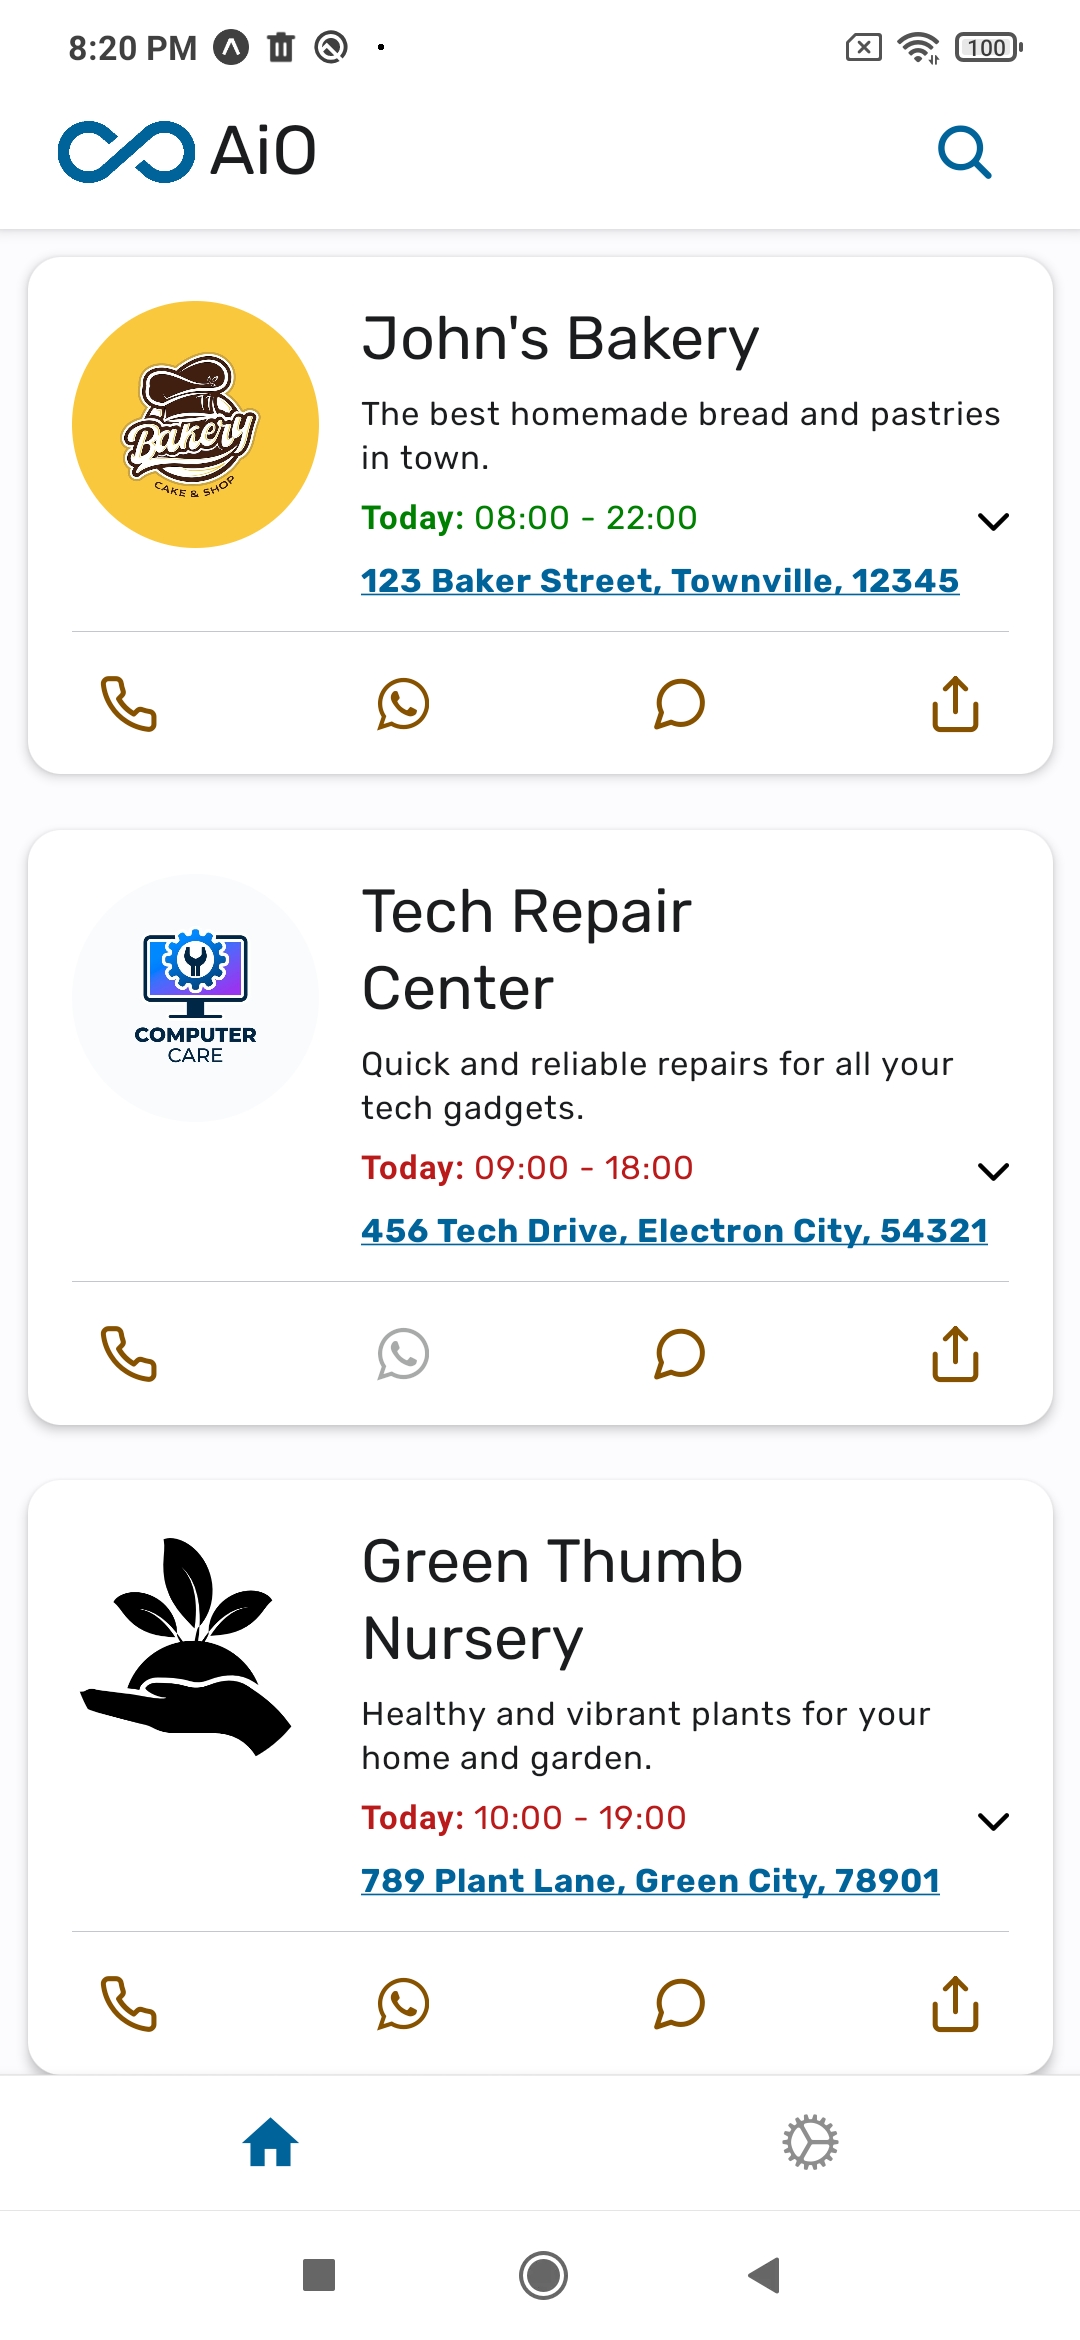 8:20 PM
100
AiO
John's Bakery
Bakery
CAKE & SHOP
The best homemade bread and pastries
in town.
Today: 08:00 - 22:00
123 Baker Street, Townville, 12345
Tech Repair
Center
COMPUTER
CARE
Quick and reliable repairs for all your
tech gadgets.
Today: 09:00 - 18:00
456 Tech Drive, Electron City, 54321
Green Thumb
Nursery
Healthy and vibrant plants for your
home and garden.
Today: 10:00 - 19:00
789 Plant Lane, Green City, 78901